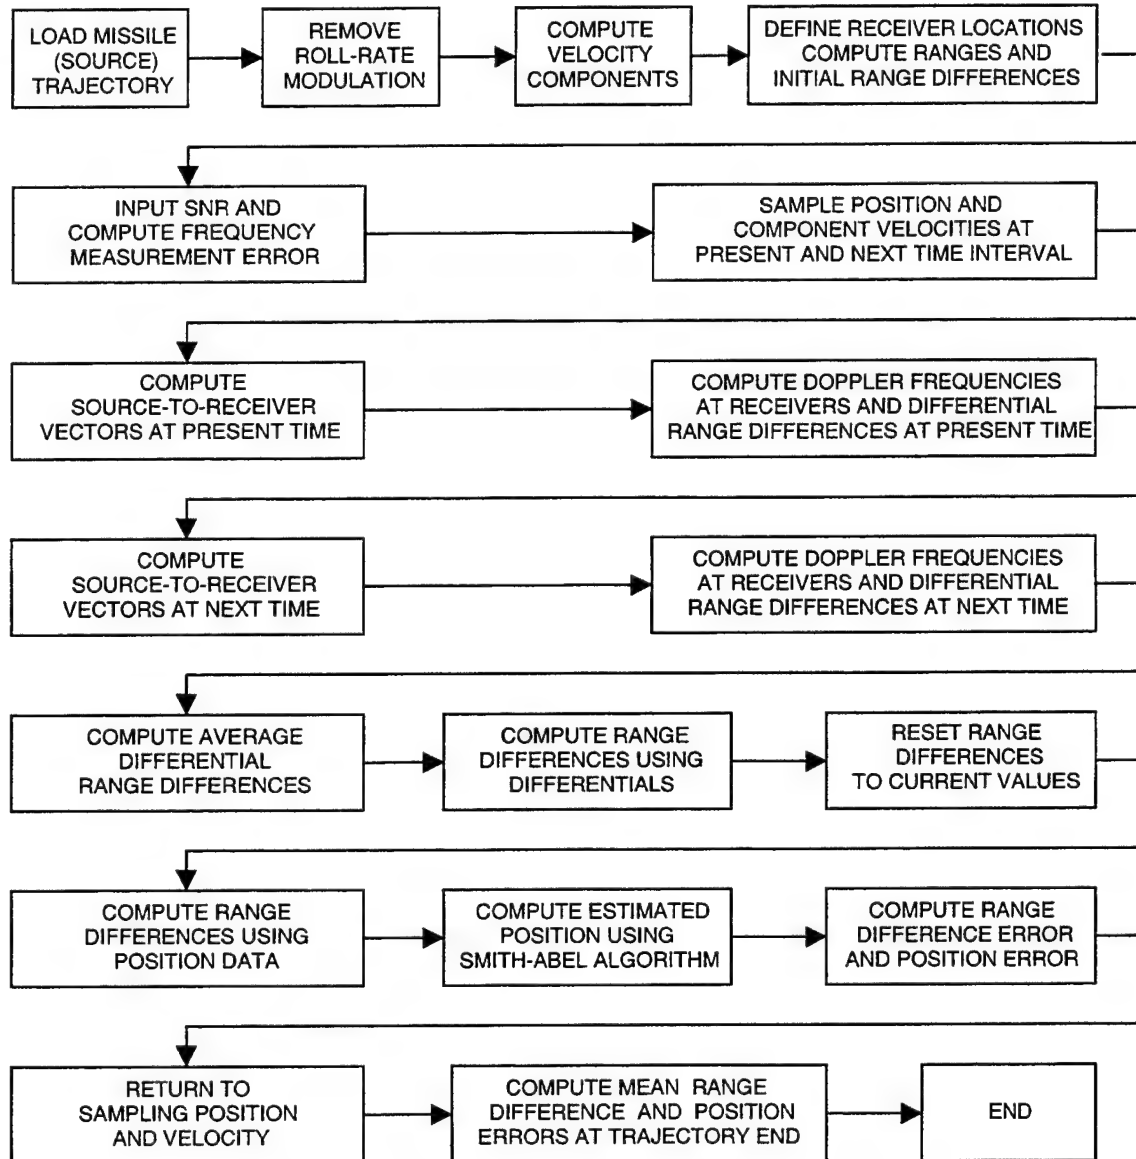 LOAD MISSILE
(SOURCE)
TRAJECTORY
REMOVE
ROLL-RATE
MODULATION
COMPUTE
VELOCITY
COMPONENTS
DEFINE RECEIVER LOCATIONS
COMPUTE RANGES AND
INITIAL RANGE DIFFERENCES
INPUT SNR AND
COMPUTE FREQUENCY
MEASUREMENT ERROR
SAMPLE POSITION AND
COMPONENT VELOCITIES AT
PRESENT AND NEXT TIME INTERVAL
COMPUTE
SOURCE-TO-RECEIVER
VECTORS AT PRESENT TIME
COMPUTE DOPPLER FREQUENCIES
AT RECEIVERS AND DIFFERENTIAL
RANGE DIFFERENCES AT PRESENT TIME
COMPUTE
SOURCE-TO-RECEIVER
VECTORS AT NEXT TIME
COMPUTE DOPPLER FREQUENCIES
AT RECEIVERS AND DIFFERENTIAL
RANGE DIFFERENCES AT NEXT TIME
COMPUTE AVERAGE
DIFFERENTIAL
RANGE DIFFERENCES
COMPUTE RANGE
DIFFERENCES USING
DIFFERENTIALS
RESET RANGE
DIFFERENCES
TO CURRENT VALUES
COMPUTE RANGE
DIFFERENCES USING
POSITION DATA
COMPUTE ESTIMATED
POSITION USING
SMITH-ABEL ALGORITHM
COMPUTE RANGE
DIFFERENCE ERROR
AND POSITION ERROR
RETURN TO
SAMPLING POSITION
AND VELOCITY
COMPUTE MEAN RANGE
DIFFERENCE AND POSITION
ERRORS AT TRAJECTORY END
END